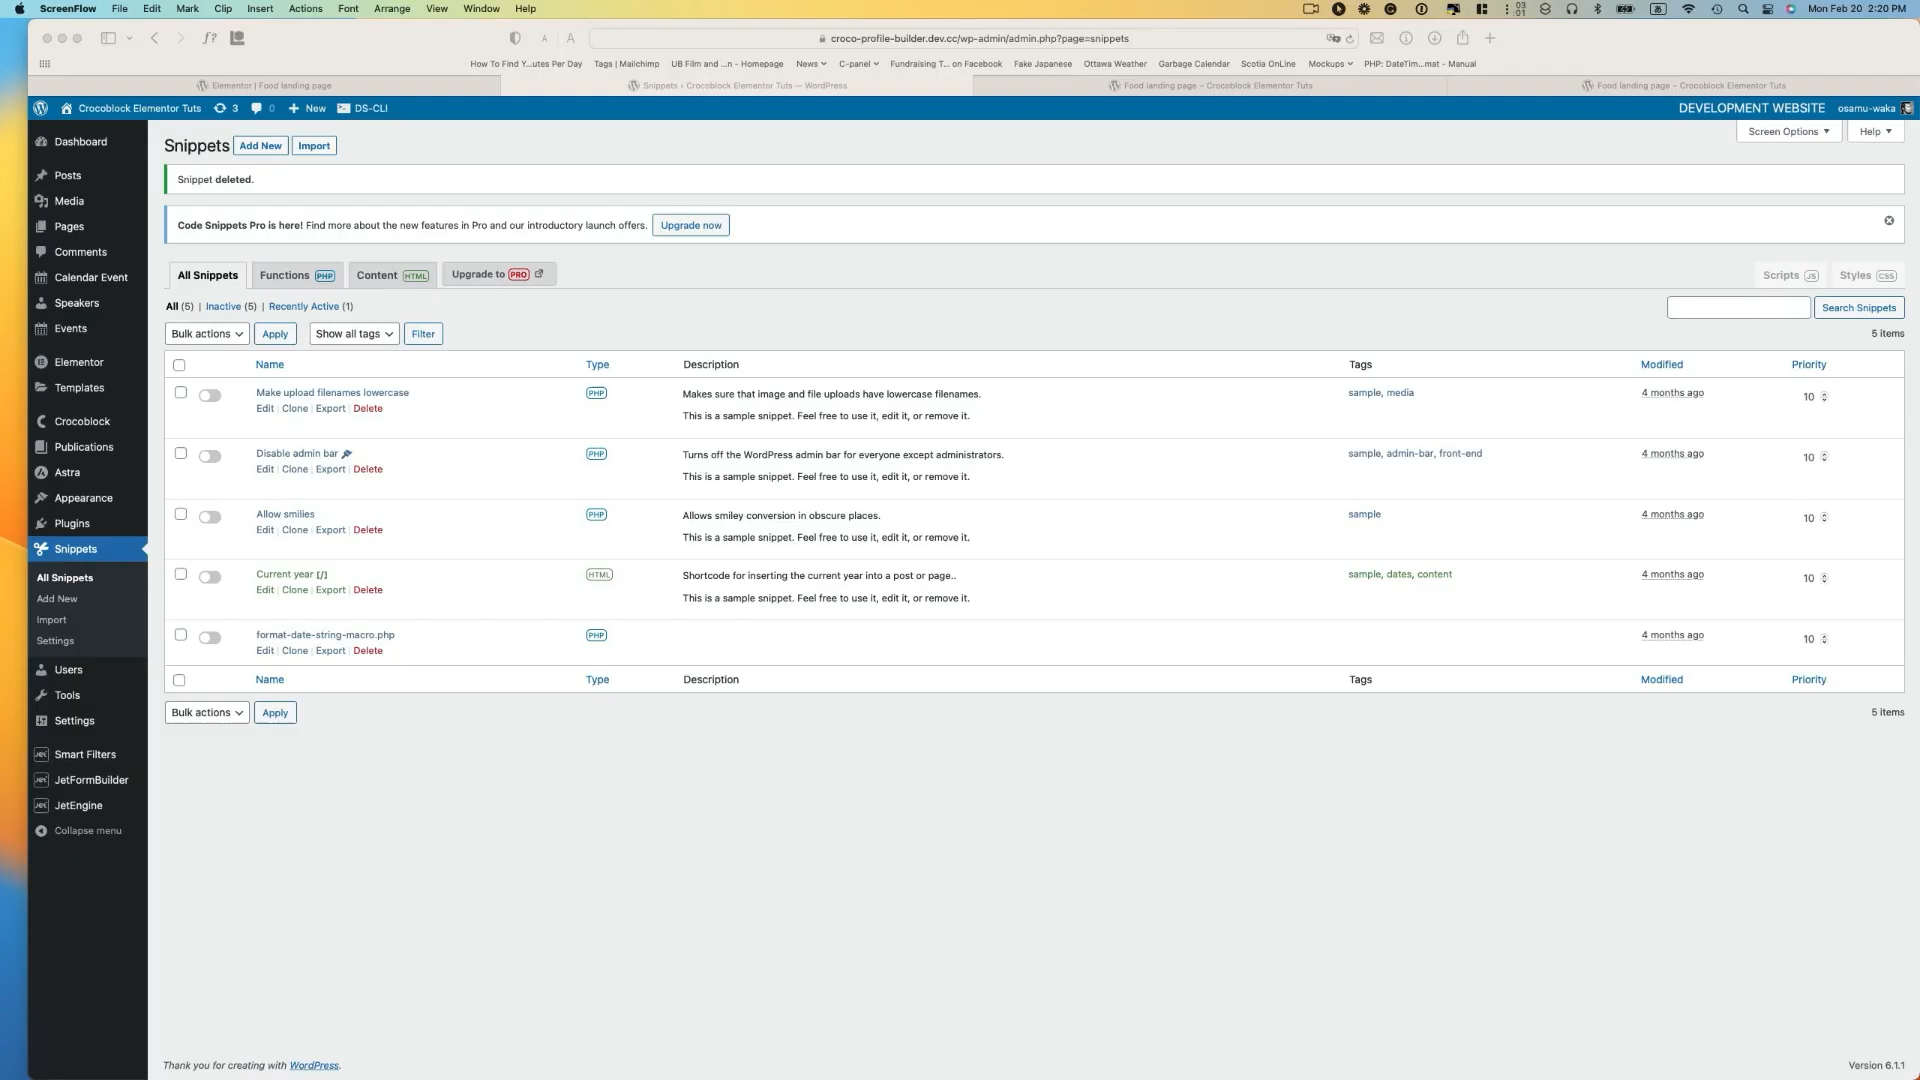 ScreenFlow File Edit Mark Clip Insert Actions Font Arrange View Window Help Mon Feb 20 2:20 PM
croco-profile-builder.dev.cc/wp-admin/admin.php?page=snippets
How To Find Y...utes Per Day Tags | Mailchimp UB Film and ...n - Homepage News C-panel Fundraising T... on Facebook Fake Japanese Ottawa Weather Garbage Calendar Scotia OnLine Mockups PHP: DateTim...mat - Manual
Elementor | Food landing page Snippets ‹ Crocoblock Elementor Tuts — WordPress Food landing page – Crocoblock Elementor Tuts Food landing page – Crocoblock Elementor Tuts
Crocoblock Elementor Tuts 3 0 New DS-CLI DEVELOPMENT WEBSITE osamu-waka
Screen Options Help
Snippets Add New Import
Snippet deleted.
Code Snippets Pro is here! Find more about the new features in Pro and our introductory launch offers. Upgrade now
All Snippets Functions PHP Content HTML Upgrade to PRO Scripts JS Styles CSS
All (5) | Inactive (5) | Recently Active (1)
Search Snippets
Bulk actions Apply Show all tags Filter
5 items
Name Type Description Tags Modified Priority
Make upload filenames lowercase PHP Makes sure that image and file uploads have lowercase filenames. sample, media 4 months ago 10
Edit | Clone | Export | Delete This is a sample snippet. Feel free to use it, edit it, or remove it.
Disable admin bar PHP Turns off the WordPress admin bar for everyone except administrators. sample, admin-bar, front-end 4 months ago 10
Edit | Clone | Export | Delete This is a sample snippet. Feel free to use it, edit it, or remove it.
Allow smilies PHP Allows smiley conversion in obscure places. sample 4 months ago 10
Edit | Clone | Export | Delete This is a sample snippet. Feel free to use it, edit it, or remove it.
Current year [/] HTML Shortcode for inserting the current year into a post or page.. sample, dates, content 4 months ago 10
Edit | Clone | Export | Delete This is a sample snippet. Feel free to use it, edit it, or remove it.
format-date-string-macro.php PHP 4 months ago 10
Edit | Clone | Export | Delete
Name Type Description Tags Modified Priority
Bulk actions Apply 5 items
Dashboard
Posts
Media
Pages
Comments
Calendar Event
Speakers
Events
Elementor
Templates
Crocoblock
Publications
Astra
Appearance
Plugins
Snippets
All Snippets
Add New
Import
Settings
Users
Tools
Settings
Smart Filters
JetFormBuilder
JetEngine
Collapse menu
Thank you for creating with WordPress.
Version 6.1.1